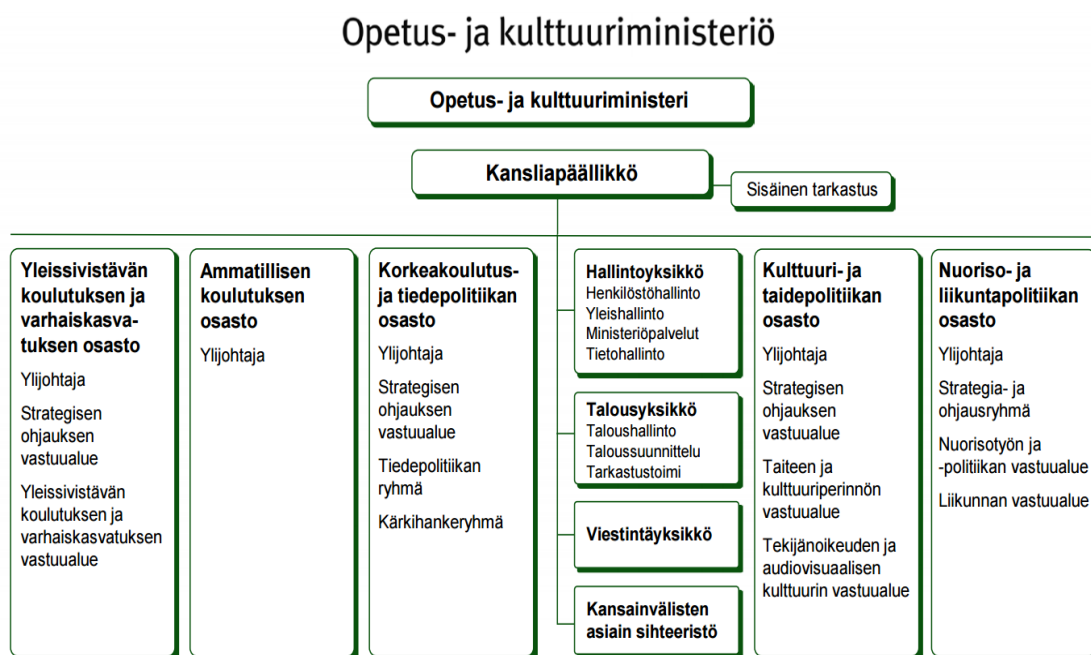 Opetus- ja kulttuuriministeriö
Opetus- ja kulttuuriministeri
Kansliapäällikkö
Sisäinen tarkastus
Yleissivistävän
koulutuksen ja
varhaiskasva-
tuksen osasto
Ylijohtaja
Strategisen
ohjauksen
vastuualue
Yleissivistävän
koulutuksen ja
varhaiskasvatuksen
vastuualue
Ammatillisen
koulutuksen
osasto
Ylijohtaja
Korkeakoulutus-
ja tiedepolitiikan
osasto
Ylijohtaja
Strategisen
ohjauksen
vastuualue
Tiedepolitiikan
ryhmä
Kärkihankeryhmä
Hallintoyksikkö
Henkilöstöhallinto
Yleishallinto
Ministeriöpalvelut
Tietohallinto
Talousyksikkö
Taloushallinto
Taloussuunnittelu
Tarkastustoimi
Viestintäyksikkö
Kansainvälisten
asiain sihteeristö
Kulttuuri- ja
taidepolitiikan
osasto
Ylijohtaja
Strategisen
ohjauksen
vastuualue
Taiteen ja
kulttuuriperinnön
vastuualue
Tekijänoikeuden ja
audiovisuaalisen
kulttuurin vastuualue
Nuoriso- ja
liikuntapolitiikan
osasto
Ylijohtaja
Strategia- ja
ohjausryhmä
Nuorisotyön ja
-politiikan vastuualue
Liikunnan vastuualue